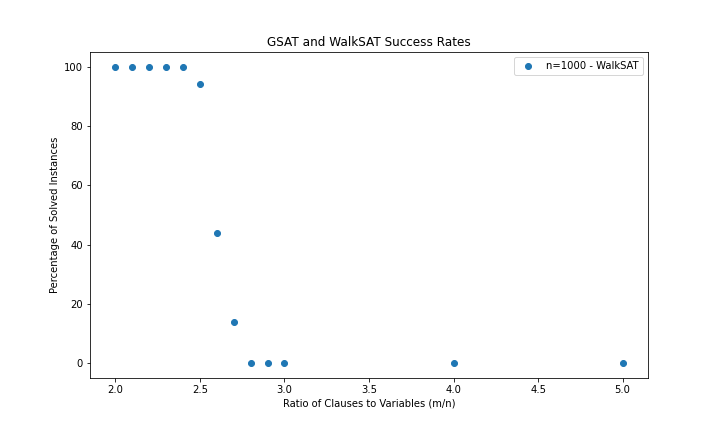 GSAT and WalkSAT Success Rates
n=1000 - WalkSAT
Percentage of Solved Instances
100
80
60
40
20
0
2.0 2.5 3.0 3.5 4.0 4.5 5.0
Ratio of Clauses to Variables (m/n)